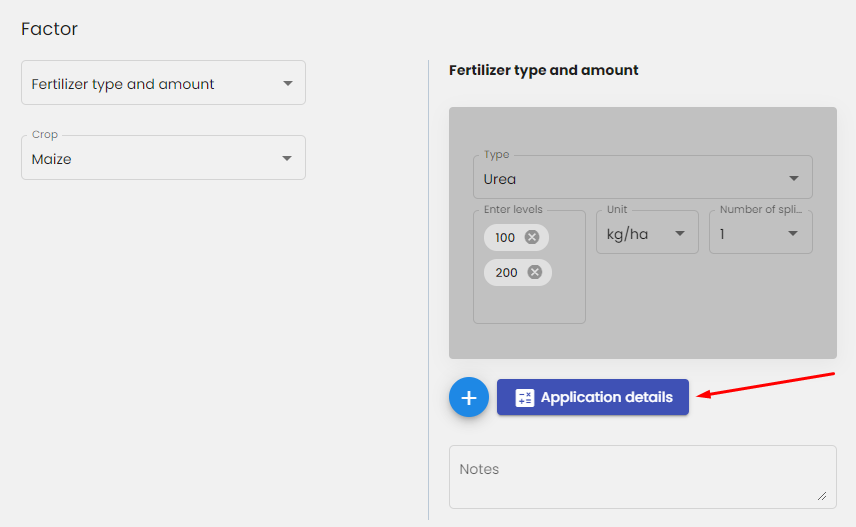 Factor
Fertilizer type and amount
Crop
Maize
Fertilizer type and amount
Type
Urea
Enter levels
100
200
Unit
kg/ha
Number of spli...
1
Application details
Notes